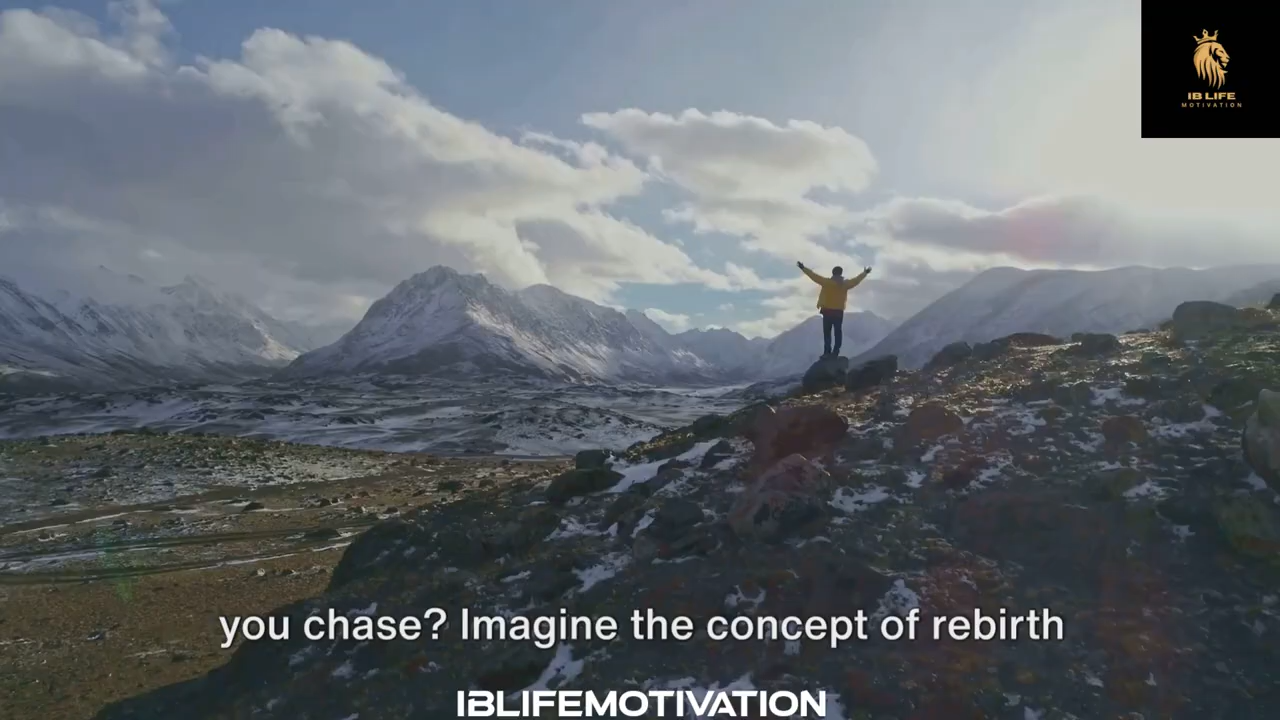 IB LIFE
MOTIVATION
you chase? Imagine the concept of rebirth
IBLIFEMOTIVATION